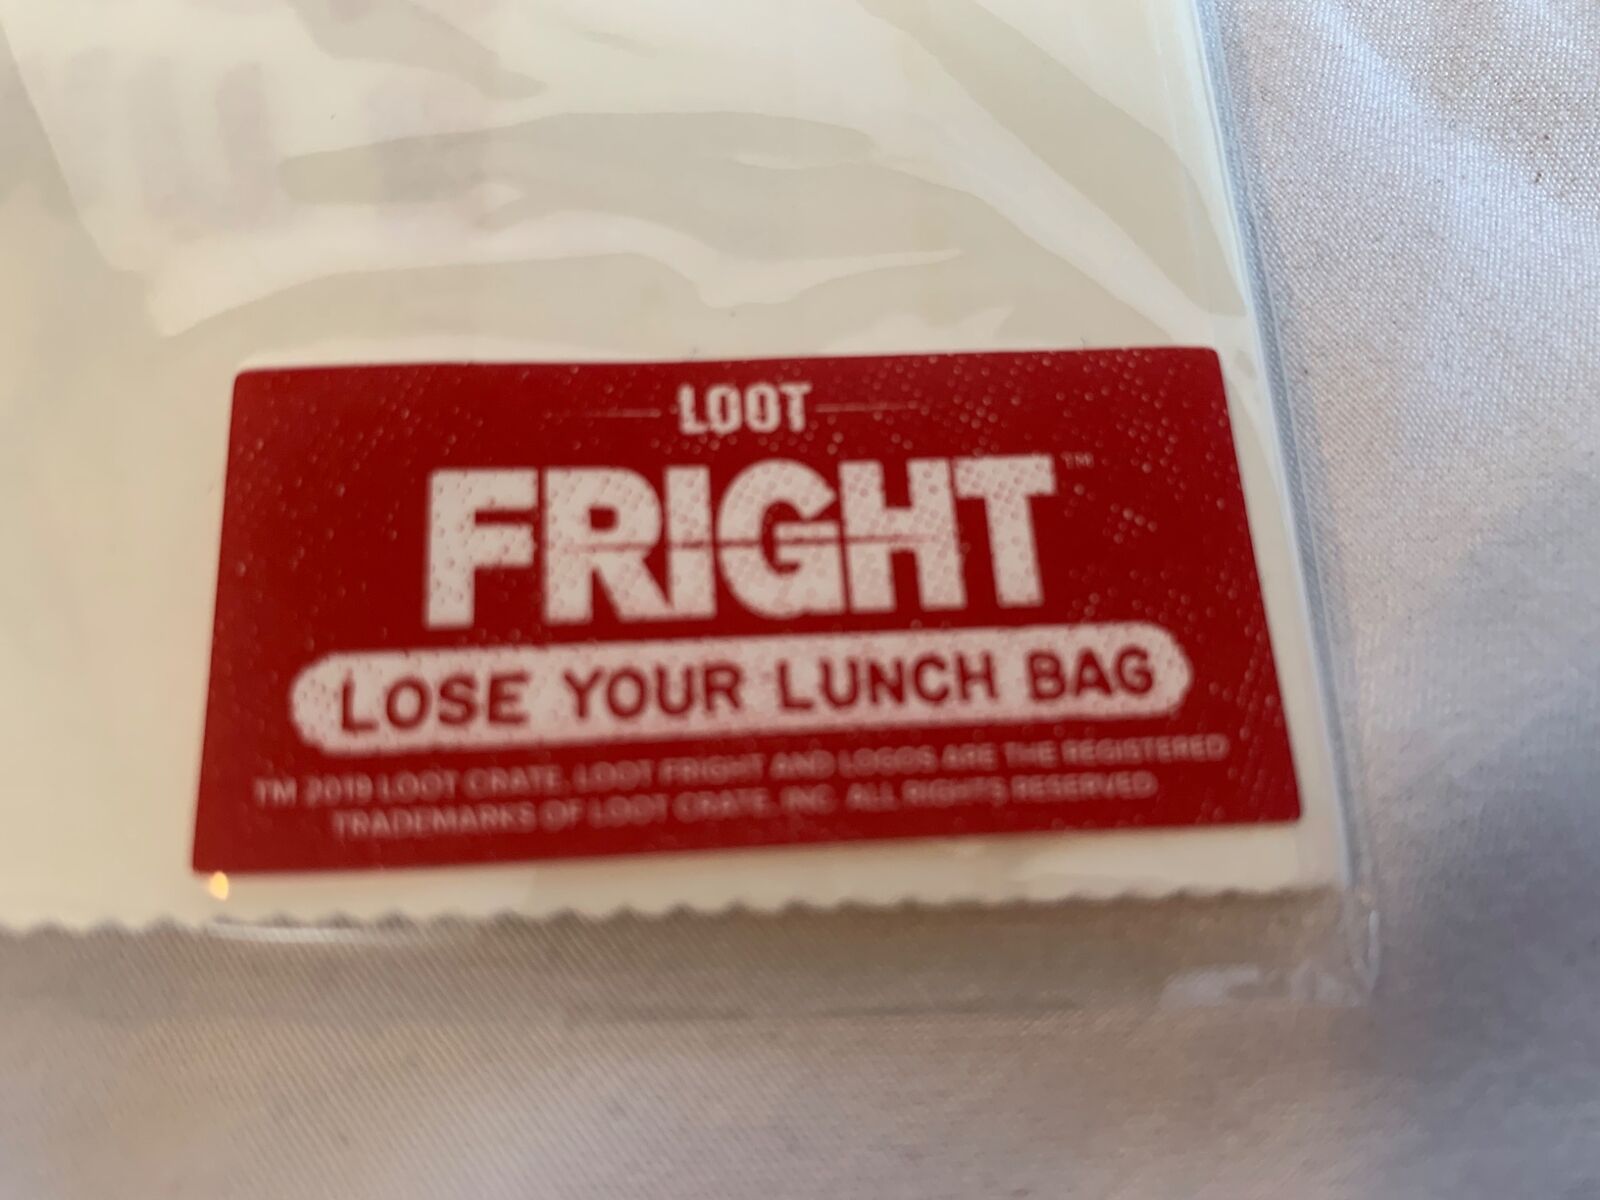 LOOT
FRIGHT™
LOSE YOUR LUNCH BAG
TM 2019 LOOT CRATE, LOOT FRIGHT AND LOGOS ARE THE REGISTERED
TRADEMARKS OF LOOT CRATE, INC. ALL RIGHTS RESERVED